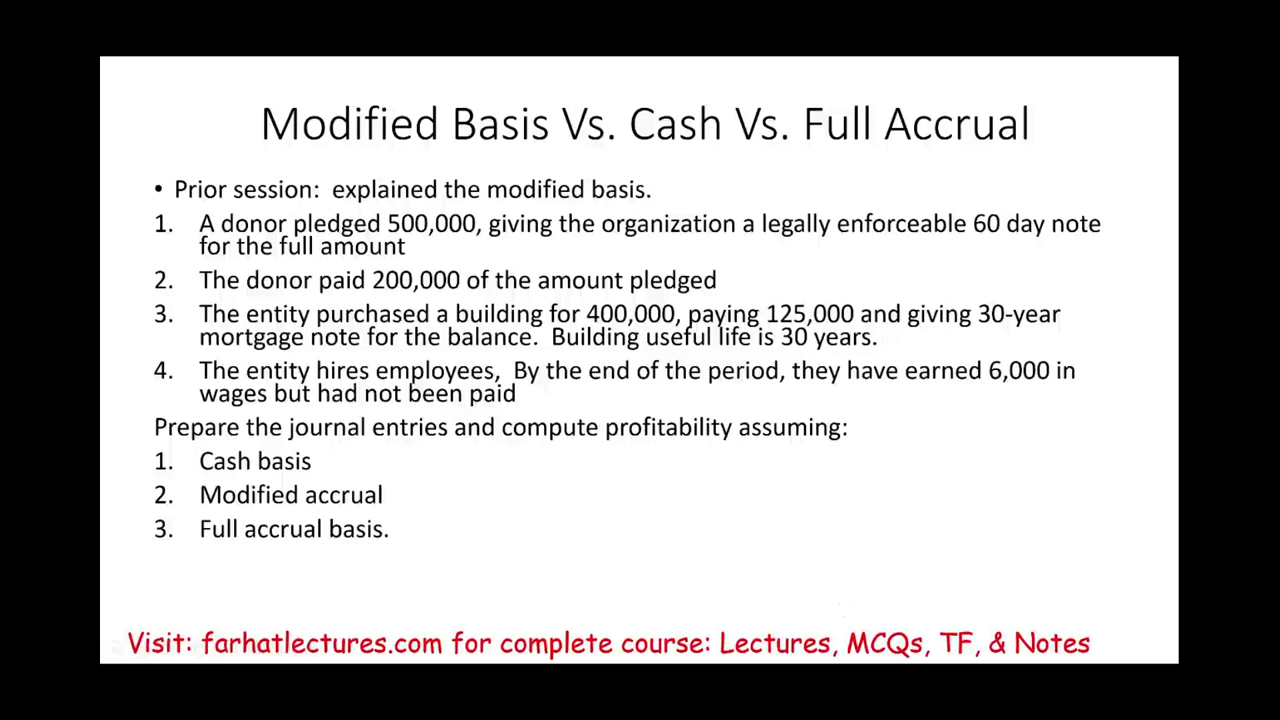 Modified Basis Vs. Cash Vs. Full Accrual
• Prior session:  explained the modified basis.
1. A donor pledged 500,000, giving the organization a legally enforceable 60 day note
for the full amount
2. The donor paid 200,000 of the amount pledged
3. The entity purchased a building for 400,000, paying 125,000 and giving 30-year
mortgage note for the balance.  Building useful life is 30 years.
4. The entity hires employees,  By the end of the period, they have earned 6,000 in
wages but had not been paid
Prepare the journal entries and compute profitability assuming:
1. Cash basis
2. Modified accrual
3. Full accrual basis.
Visit: farhatlectures.com for complete course: Lectures, MCQs, TF, & Notes